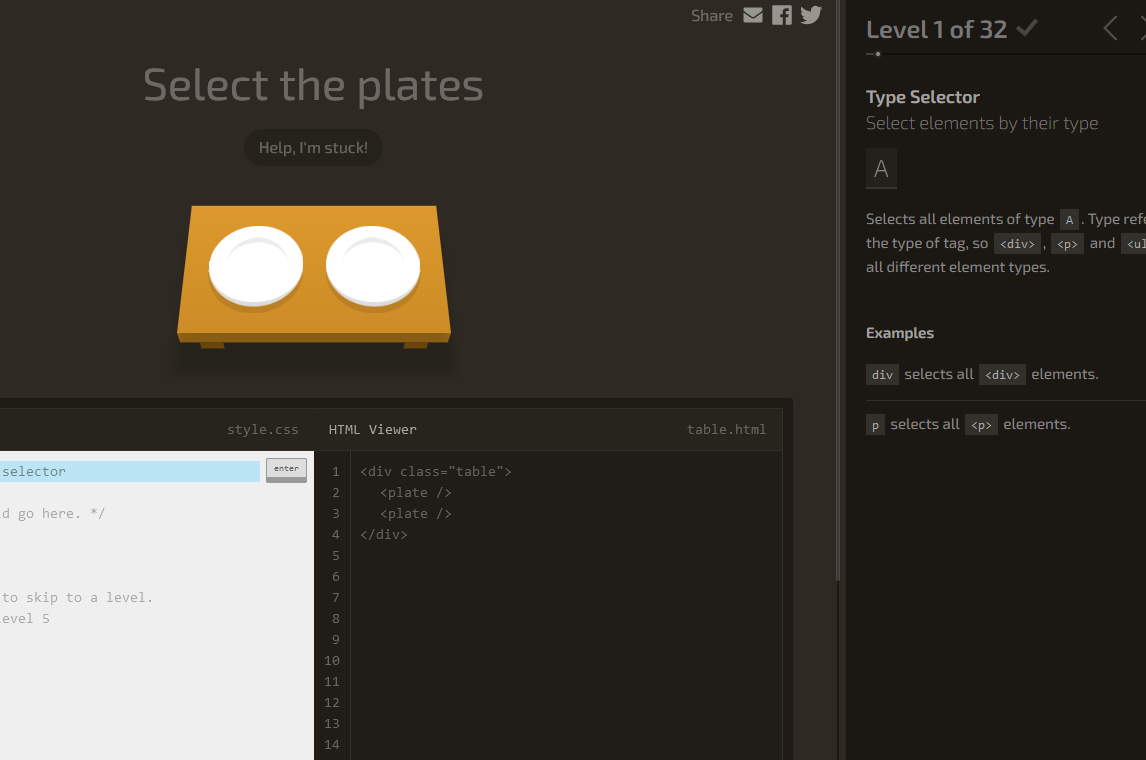 Share
Select the plates
Help, I'm stuck!
style.css
HTML Viewer
table.html
selector
enter
d go here. */
to skip to a level.
evel 5
1 <div class="table">
2 <plate />
3 <plate />
4 </div>
5
6
7
8
9
10
11
12
13
14
Level 1 of 32
Type Selector
Select elements by their type
A
Selects all elements of type A . Type refe
the type of tag, so <div> , <p> and <ul
all different element types.
Examples
div selects all <div> elements.
p selects all <p> elements.